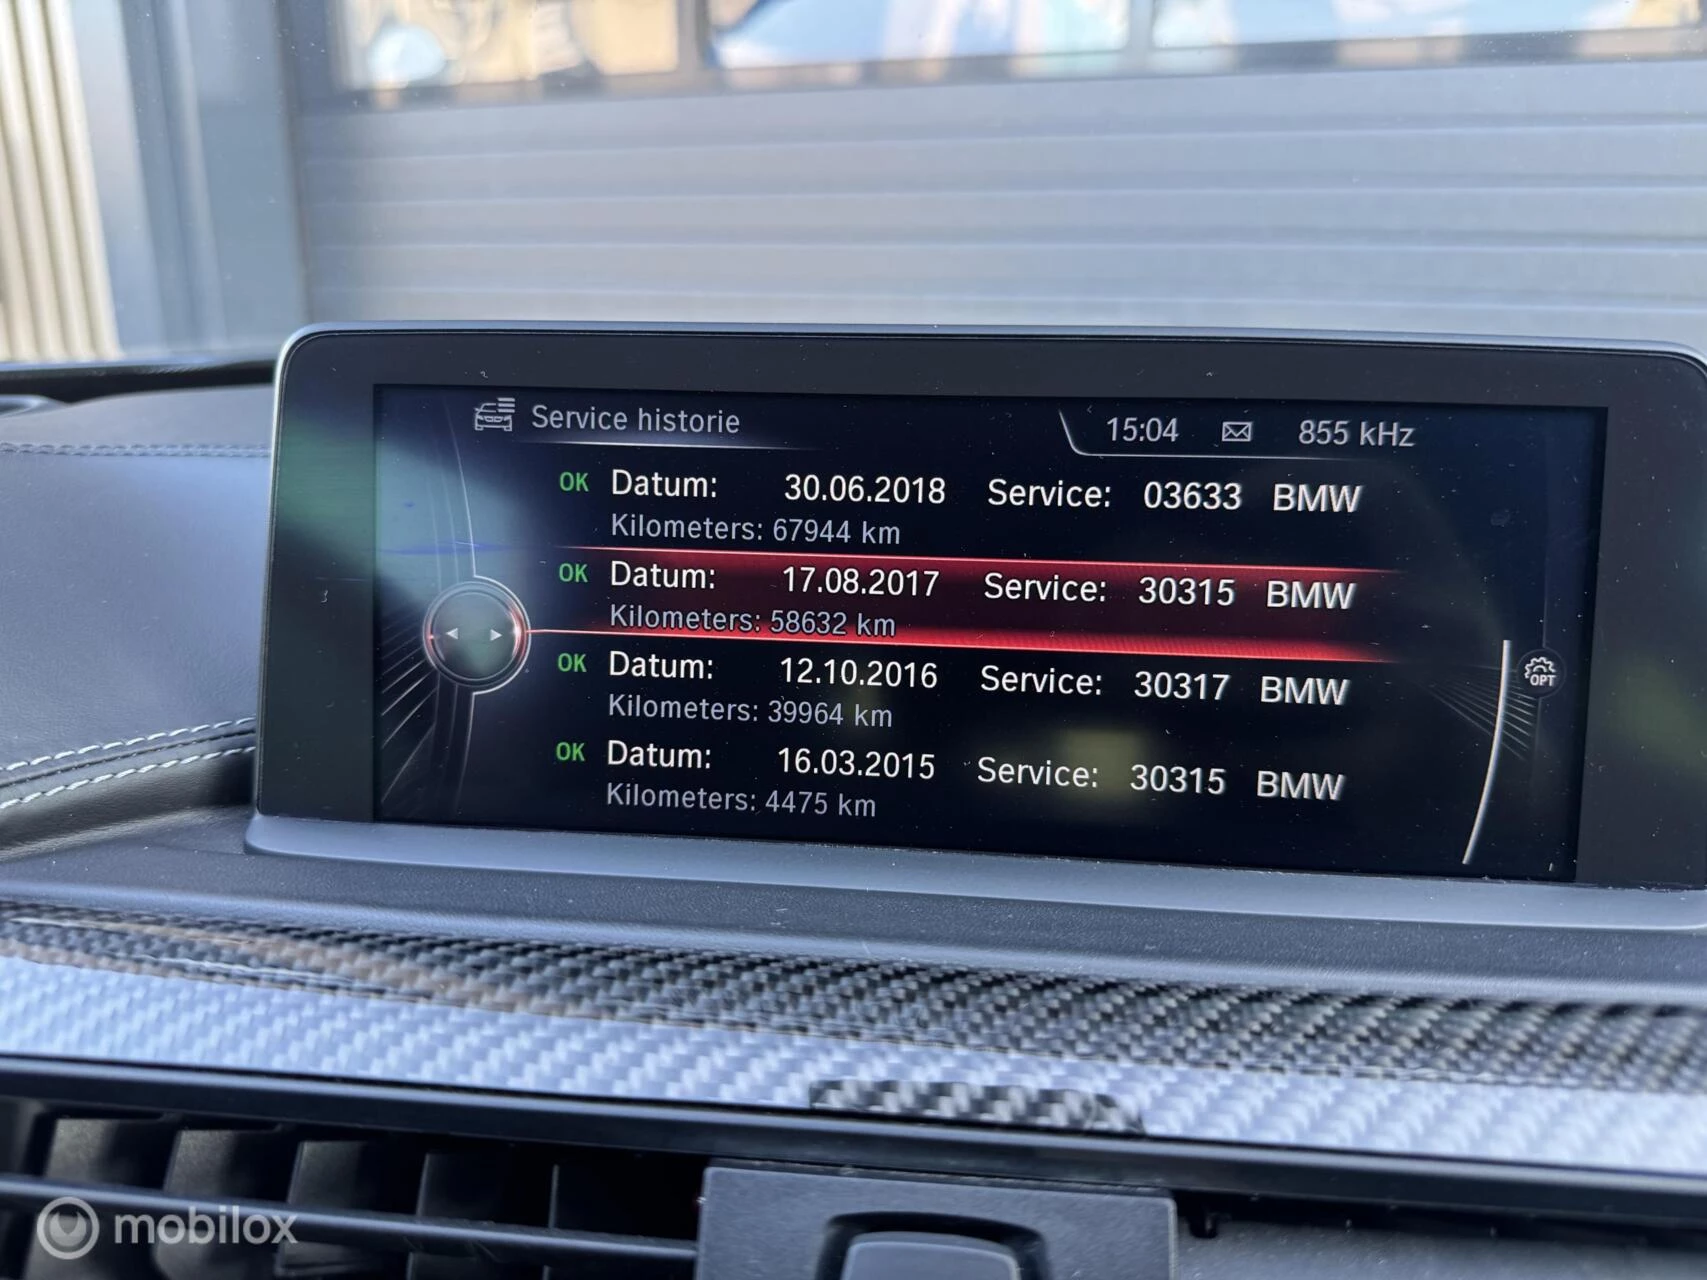 Service historie
15:04 855 kHz
OK Datum: 30.06.2018 Service: 03633 BMW
Kilometers: 67944 km
OK Datum: 17.08.2017 Service: 30315 BMW
Kilometers: 58632 km
OK Datum: 12.10.2016 Service: 30317 BMW
Kilometers: 39964 km
OPT
OK Datum: 16.03.2015 Service: 30315 BMW
Kilometers: 4475 km
mobilox